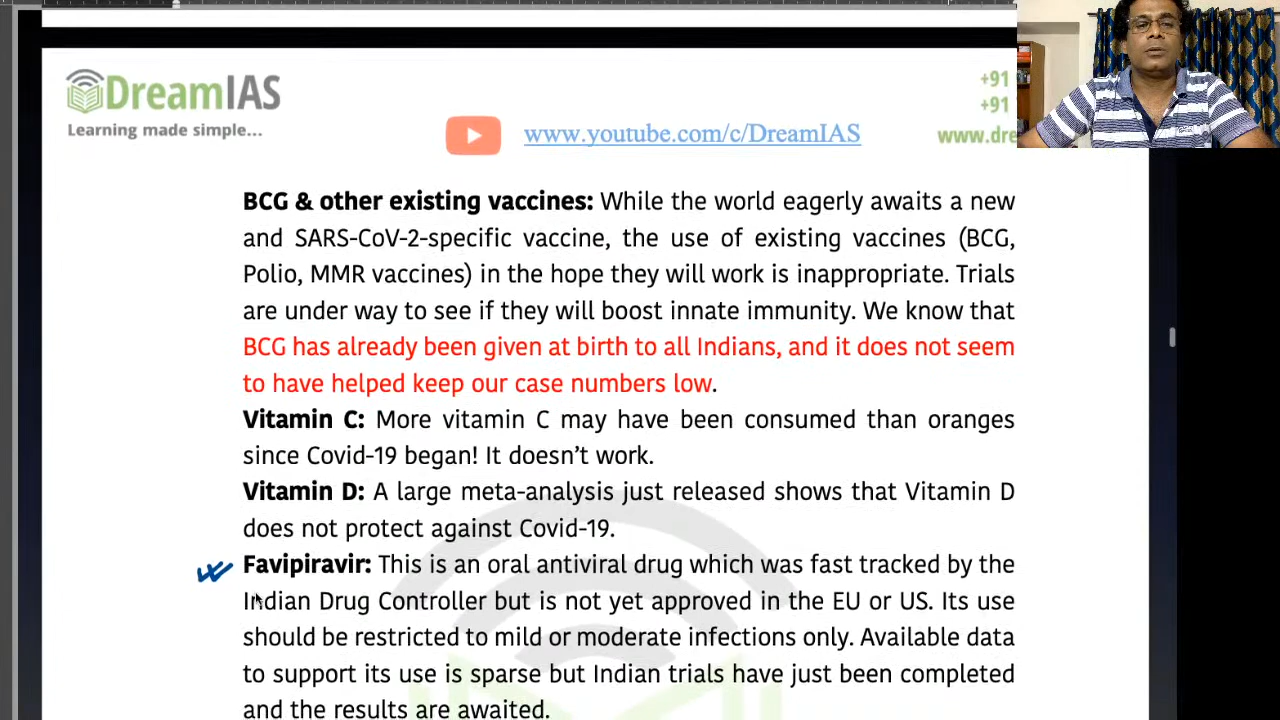 DreamIAS
Learning made simple...
www.youtube.com/c/DreamIAS
+91
+91
www.dre
BCG & other existing vaccines: While the world eagerly awaits a new
and SARS-CoV-2-specific vaccine, the use of existing vaccines (BCG,
Polio, MMR vaccines) in the hope they will work is inappropriate. Trials
are under way to see if they will boost innate immunity. We know that
BCG has already been given at birth to all Indians, and it does not seem
to have helped keep our case numbers low.
Vitamin C: More vitamin C may have been consumed than oranges
since Covid-19 began! It doesn’t work.
Vitamin D: A large meta-analysis just released shows that Vitamin D
does not protect against Covid-19.
Favipiravir: This is an oral antiviral drug which was fast tracked by the
Indian Drug Controller but is not yet approved in the EU or US. Its use
should be restricted to mild or moderate infections only. Available data
to support its use is sparse but Indian trials have just been completed
and the results are awaited.